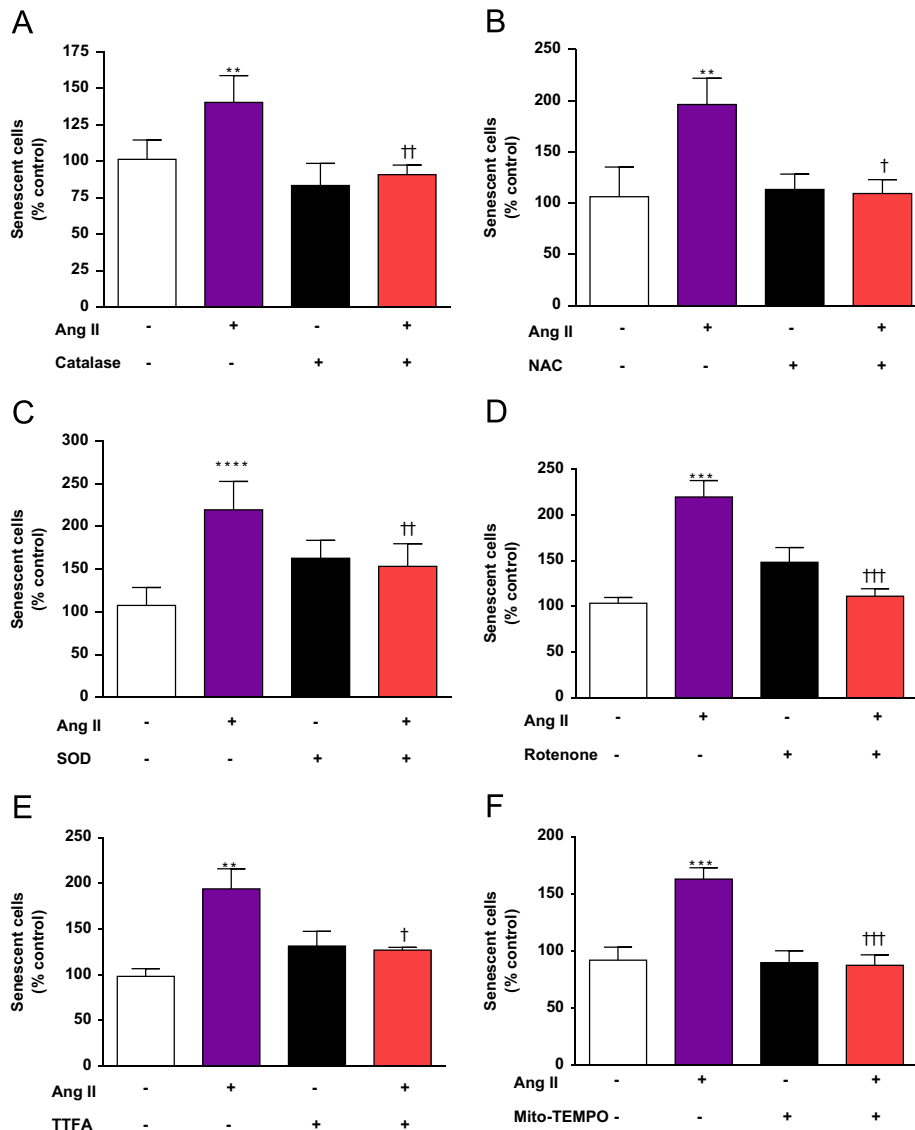 A
Senescent cells
(% control)
175
150
125
100
75
50
25
0
**
††
Ang II - + - +
Catalase - - + +
B
Senescent cells
(% control)
250
200
150
100
50
0
**
†
Ang II - + - +
NAC - - + +
C
Senescent cells
(% control)
300
250
200
150
100
50
0
****
††
Ang II - + - +
SOD - - + +
D
Senescent cells
(% control)
250
200
150
100
50
0
***
†††
Ang II - + - +
Rotenone - - + +
E
Senescent cells
(% control)
250
200
150
100
50
0
**
†
Ang II - + - +
TTFA - - + +
F
Senescent cells
(% control)
200
150
100
50
0
***
†††
Ang II - + - +
Mito-TEMPO - - + +